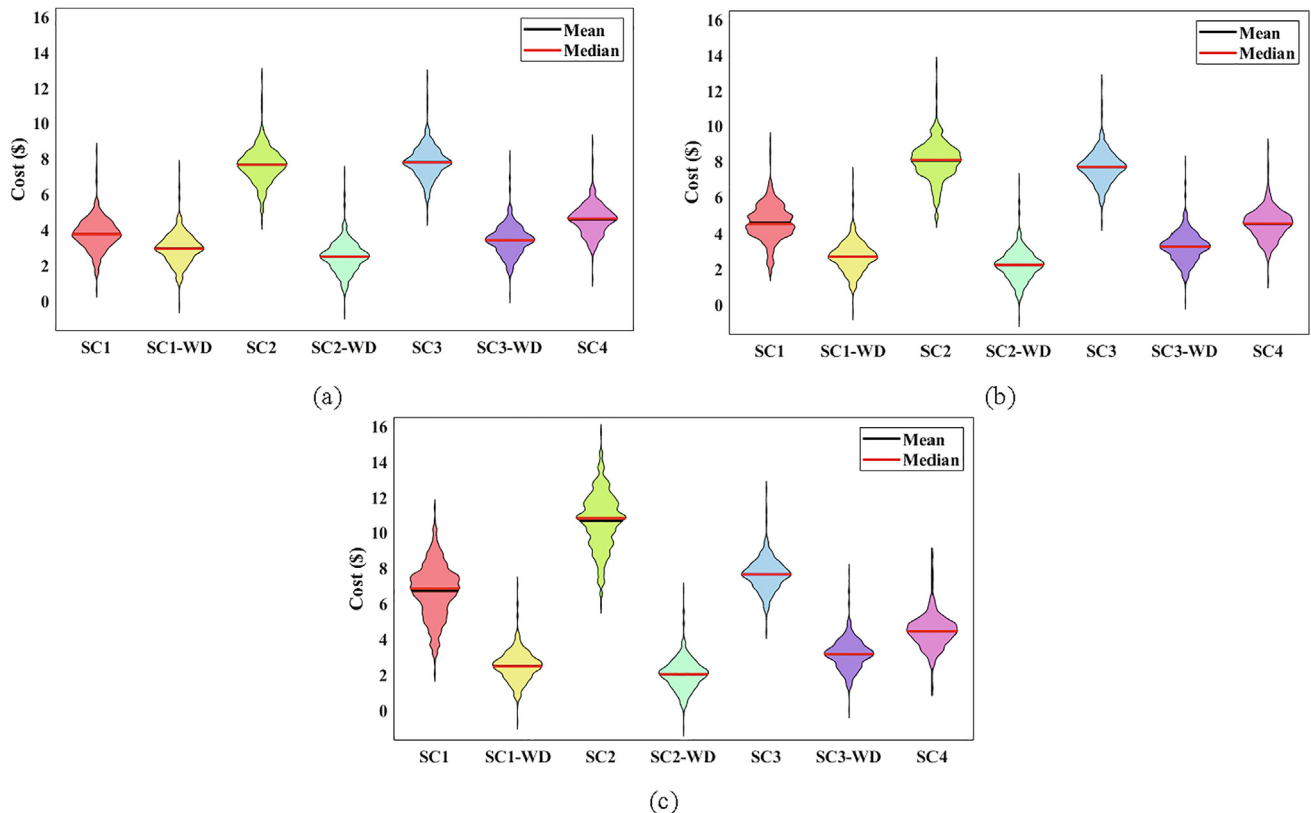 16
14
12
10
8
6
4
2
0
Cost ($)
Mean
Median
SC1 SC1-WD SC2 SC2-WD SC3 SC3-WD SC4
(a)
16
14
12
10
8
6
4
2
0
Cost ($)
Mean
Median
SC1 SC1-WD SC2 SC2-WD SC3 SC3-WD SC4
(b)
16
14
12
10
8
6
4
2
0
Cost ($)
Mean
Median
SC1 SC1-WD SC2 SC2-WD SC3 SC3-WD SC4
(c)